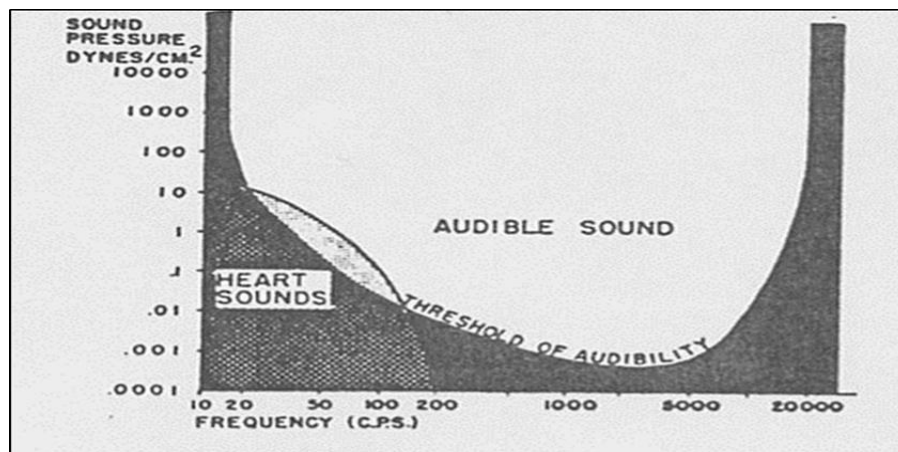 SOUND
PRESSURE
DYNES/CM.²
10000
1000
100
10
1
.1
.01
.001
.0001
AUDIBLE SOUND
HEART
SOUNDS
THRESHOLD OF AUDIBILITY
10 20 50 100 200 1000 5000 20000
FREQUENCY (C.P.S.)